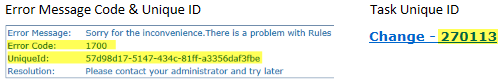 Error Message Code & Unique ID
Task Unique ID
Error Message: Sorry for the inconvenience.There is a problem with Rules
Error Code: 1700
UniqueId: 57d98d17-5147-434c-81ff-a3356daf3fbe
Resolution: Please contact your administrator and try later
Change - 270113